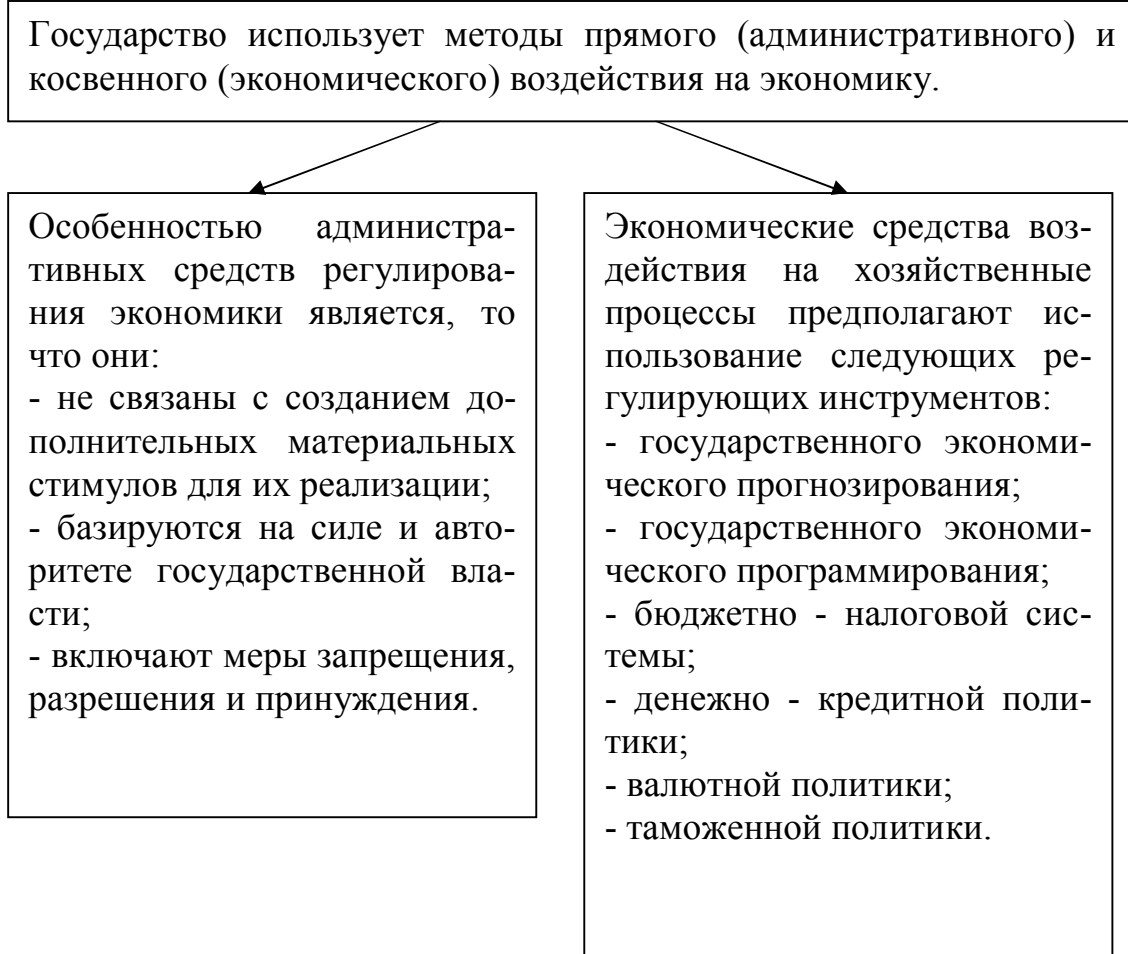 Государство использует методы прямого (административного) и
косвенного (экономического) воздействия на экономику.
Особенностью администра-
тивных средств регулирова-
ния экономики является, то
что они:
- не связаны с созданием до-
полнительных материальных
стимулов для их реализации;
- базируются на силе и авто-
ритете государственной вла-
сти;
- включают меры запрещения,
разрешения и принуждения.
Экономические средства воз-
действия на хозяйственные
процессы предполагают ис-
пользование следующих ре-
гулирующих инструментов:
- государственного экономи-
ческого прогнозирования;
- государственного экономи-
ческого программирования;
- бюджетно - налоговой сис-
темы;
- денежно - кредитной поли-
тики;
- валютной политики;
- таможенной политики.